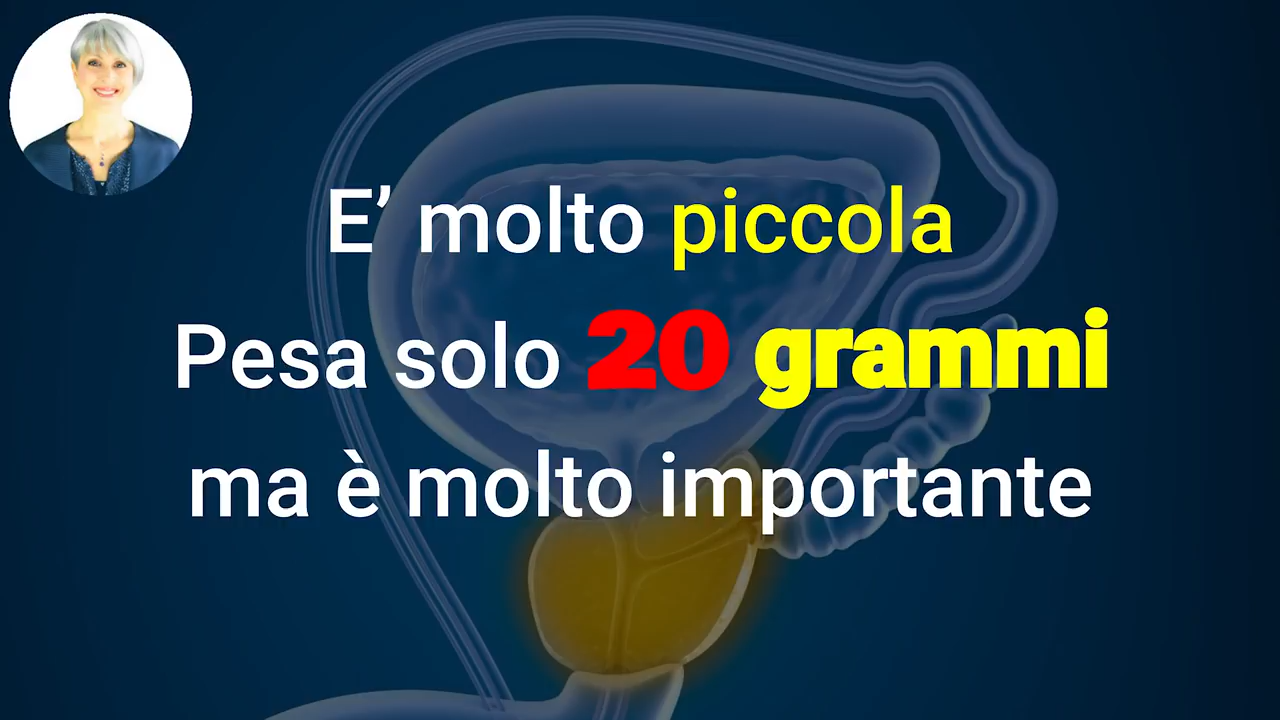 E’ molto piccola
Pesa solo 20 grammi
ma è molto importante